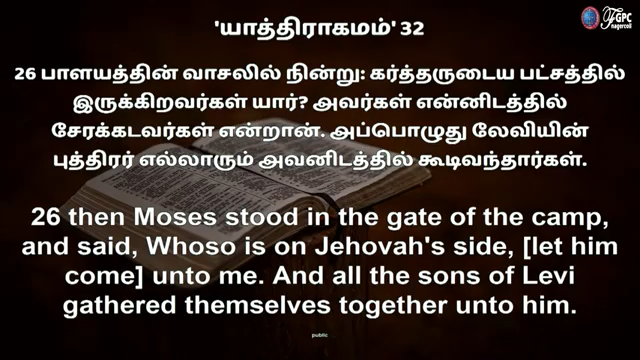 'யாத்திராகமம்' 32
GPC
nagercoil
26 பாளயத்தின் வாசலில் நின்று: கர்த்தருடைய பட்சத்தில்
இருக்கிறவர்கள் யார்? அவர்கள் என்னிடத்தில்
சேரக்கடவர்கள் என்றான். அப்பொழுது லேவியின்
புத்திரர் எல்லாரும் அவனிடத்தில் கூடிவந்தார்கள்.
26 then Moses stood in the gate of the camp,
and said, Whoso is on Jehovah's side, [let him
come] unto me. And all the sons of Levi
gathered themselves together unto him.
public